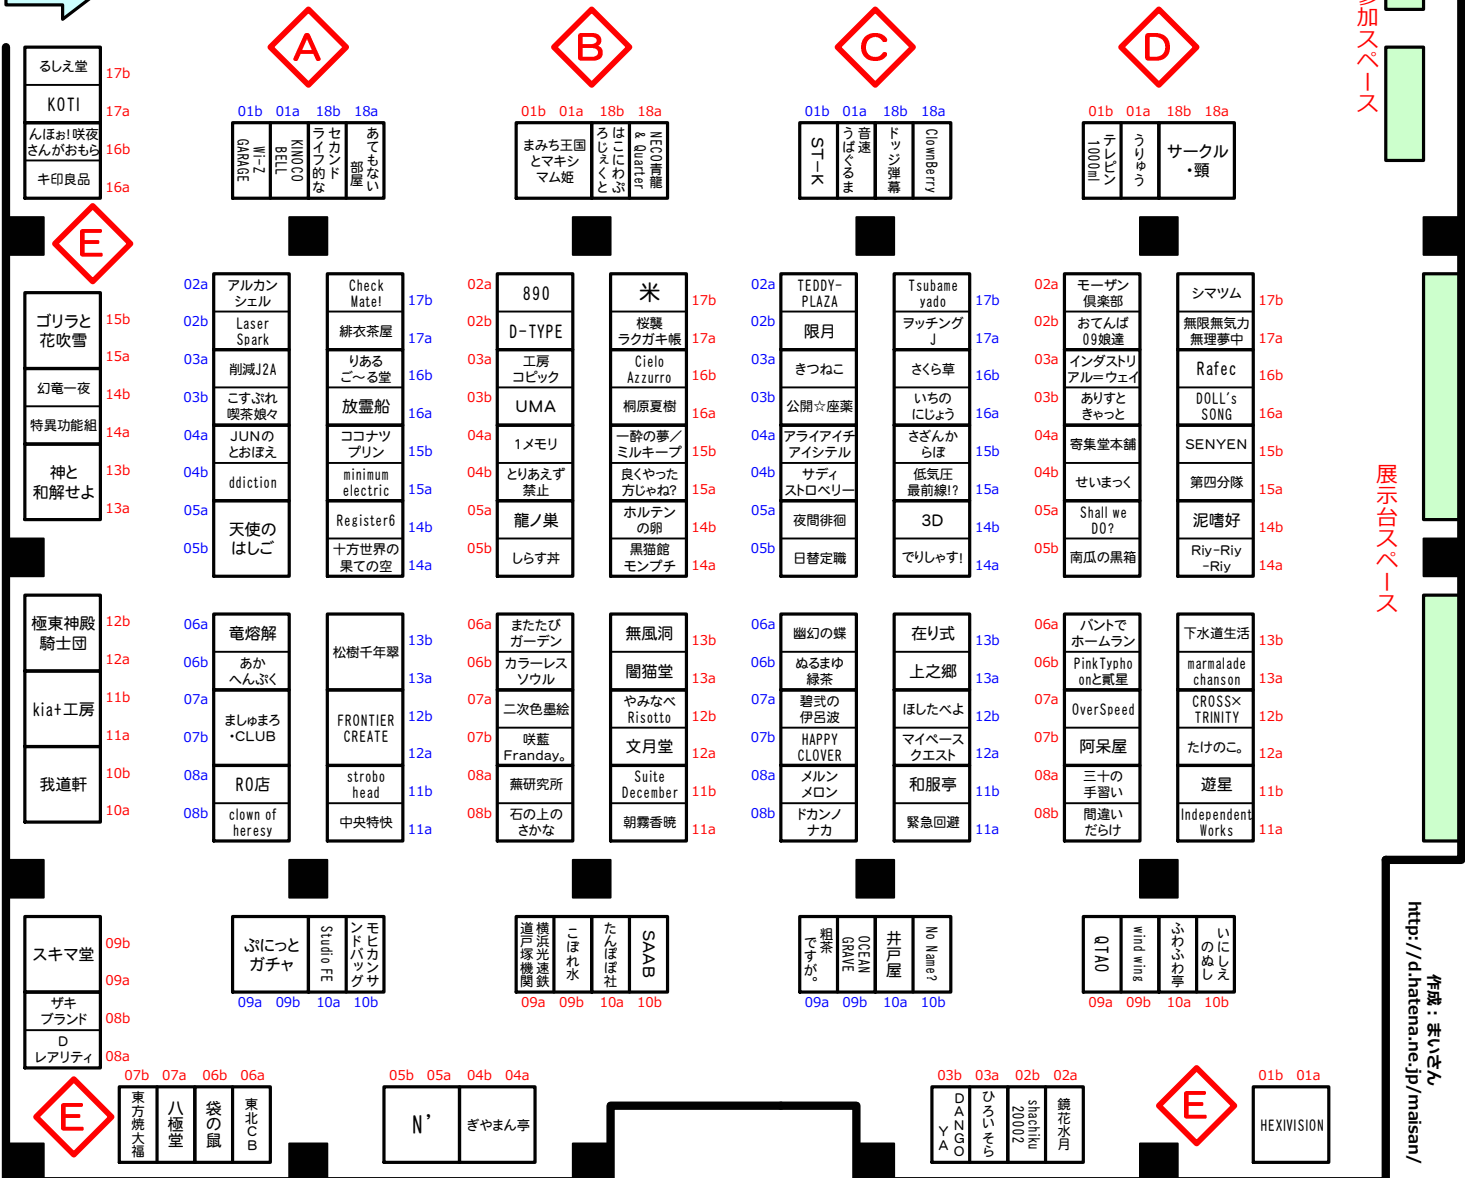 参加スペース
A
B
C
D
01b 01a 18b 18a
Wi-Z
GARAGE
KINOCO
BELL
セカンド
ライフ的な
あてもない
部屋
01b 01a 18b 18a
まみち王国
とマキシ
マム姫
はこにわぷ
ろじぇくと
NECO青龍
& Quarter
01b 01a 18b 18a
ST-K
音速
うばぐるま
ドッジ弾幕
ClownBerry
01b 01a 18b 18a
テレピン
1000ml
うりゅう
サークル
・頸
るしえ堂
17b
KOTI
17a
んほぉ!咲夜
さんがおもら
16b
キ印良品
16a
E
ゴリラと
花吹雪
15b
15a
幻竜一夜
14b
特異功能組
14a
神と
和解せよ
13b
13a
極東神殿
騎士団
12b
12a
kia+工房
11b
11a
我道軒
10b
10a
スキマ堂
09b
09a
ザキ
ブランド
08b
D
レアリティ
08a
02a
アルカン
シェル
02b
Laser
Spark
03a
削減J2A
03b
こすぷれ
喫茶娘々
04a
JUNの
とおぼえ
04b
ddiction
05a
05b
天使の
はしご
Check
Mate!
17b
緋衣茶屋
17a
りある
ご～る堂
16b
放霊船
16a
ココナツ
プリン
15b
minimum
electric
15a
Register6
14b
十方世界の
果ての空
14a
06a
竜熔解
06b
あか
へんぷく
07a
07b
ましゅまろ
・CLUB
08a
RO店
08b
clown of
heresy
松樹千年翠
13b
13a
FRONTIER
CREATE
12b
12a
strobo
head
11b
中央特快
11a
ぷにっと
ガチャ
Studio FE
モヒカンサ
ンドバッグ
09a 09b 10a 10b
02a
890
02b
D-TYPE
03a
工房
コピック
03b
UMA
04a
1メモリ
04b
とりあえず
禁止
05a
龍ノ巣
05b
しらす丼
米
17b
桜襲
ラクガキ帳
17a
Cielo
Azzurro
16b
桐原夏樹
16a
一酔の夢／
ミルキープ
15b
良くやった
方じゃね?
15a
ホルテン
の卵
14b
黒猫館
モンプチ
14a
06a
またたび
ガーデン
06b
カラーレス
ソウル
07a
二次色墨絵
07b
咲藍
Franday。
08a
蕪研究所
08b
石の上の
さかな
無風洞
13b
闇猫堂
13a
やみなべ
Risotto
12b
文月堂
12a
Suite
December
11b
朝霧香暁
11a
横浜光速鉄
道戸塚機関
こぼれ水
たんぽぽ社
SAAB
09a 09b 10a 10b
02a
TEDDY-
PLAZA
02b
限月
03a
きつねこ
03b
公開☆座薬
04a
アライアイチ
アイシテル
04b
サディ
ストロベリー
05a
夜間徘徊
05b
日替定職
Tsubame
yado
17b
ヲッチング
J
17a
さくら草
16b
いちの
にじょう
16a
さざんか
らぼ
15b
低気圧
最前線!?
15a
3D
14b
でりしゃす!
14a
06a
幽幻の蝶
06b
ぬるまゆ
緑茶
07a
碧弐の
伊呂波
07b
HAPPY
CLOVER
08a
メルン
メロン
08b
ドカンノ
ナカ
在り式
13b
上之郷
13a
ほしたべよ
12b
マイペース
クエスト
12a
和服亭
11b
緊急回避
11a
粗茶
ですが。
OCEAN
GRAVE
井戸屋
No Name?
09a 09b 10a 10b
02a
モーザン
倶楽部
02b
おてんば
09娘達
03a
インダストリ
アル＝ウェイ
03b
ありすと
きゃっと
04a
寄集堂本舗
04b
せいまっく
05a
Shall we
DO?
05b
南瓜の黒箱
シマツム
17b
無限無気力
無理夢中
17a
Rafec
16b
DOLL's
SONG
16a
SENYEN
15b
第四分隊
15a
泥嗜好
14b
Riy-Riy
-Riy
14a
06a
バントで
ホームラン
06b
PinkTypho
onと貳星
07a
OverSpeed
07b
阿呆屋
08a
三十の
手習い
08b
間違い
だらけ
下水道生活
13b
marmalade
chanson
13a
CROSS×
TRINITY
12b
たけのこ。
12a
遊星
11b
Independent
Works
11a
QTAO
wind wing
ふわふわ亭
いにしえ
のぬし
09a 09b 10a 10b
展示台スペース
E
07b 07a 06b 06a
東方焼大福
八極堂
袋の鼠
東北CB
05b 05a 04b 04a
N'
ぎやまん亭
03b 03a 02b 02a
DANGO
YA
ひろいそら
shachiku
20002
鏡花水月
E
01b 01a
HEXIVISION
作成：まいさん
http://d.hatena.ne.jp/maisan/